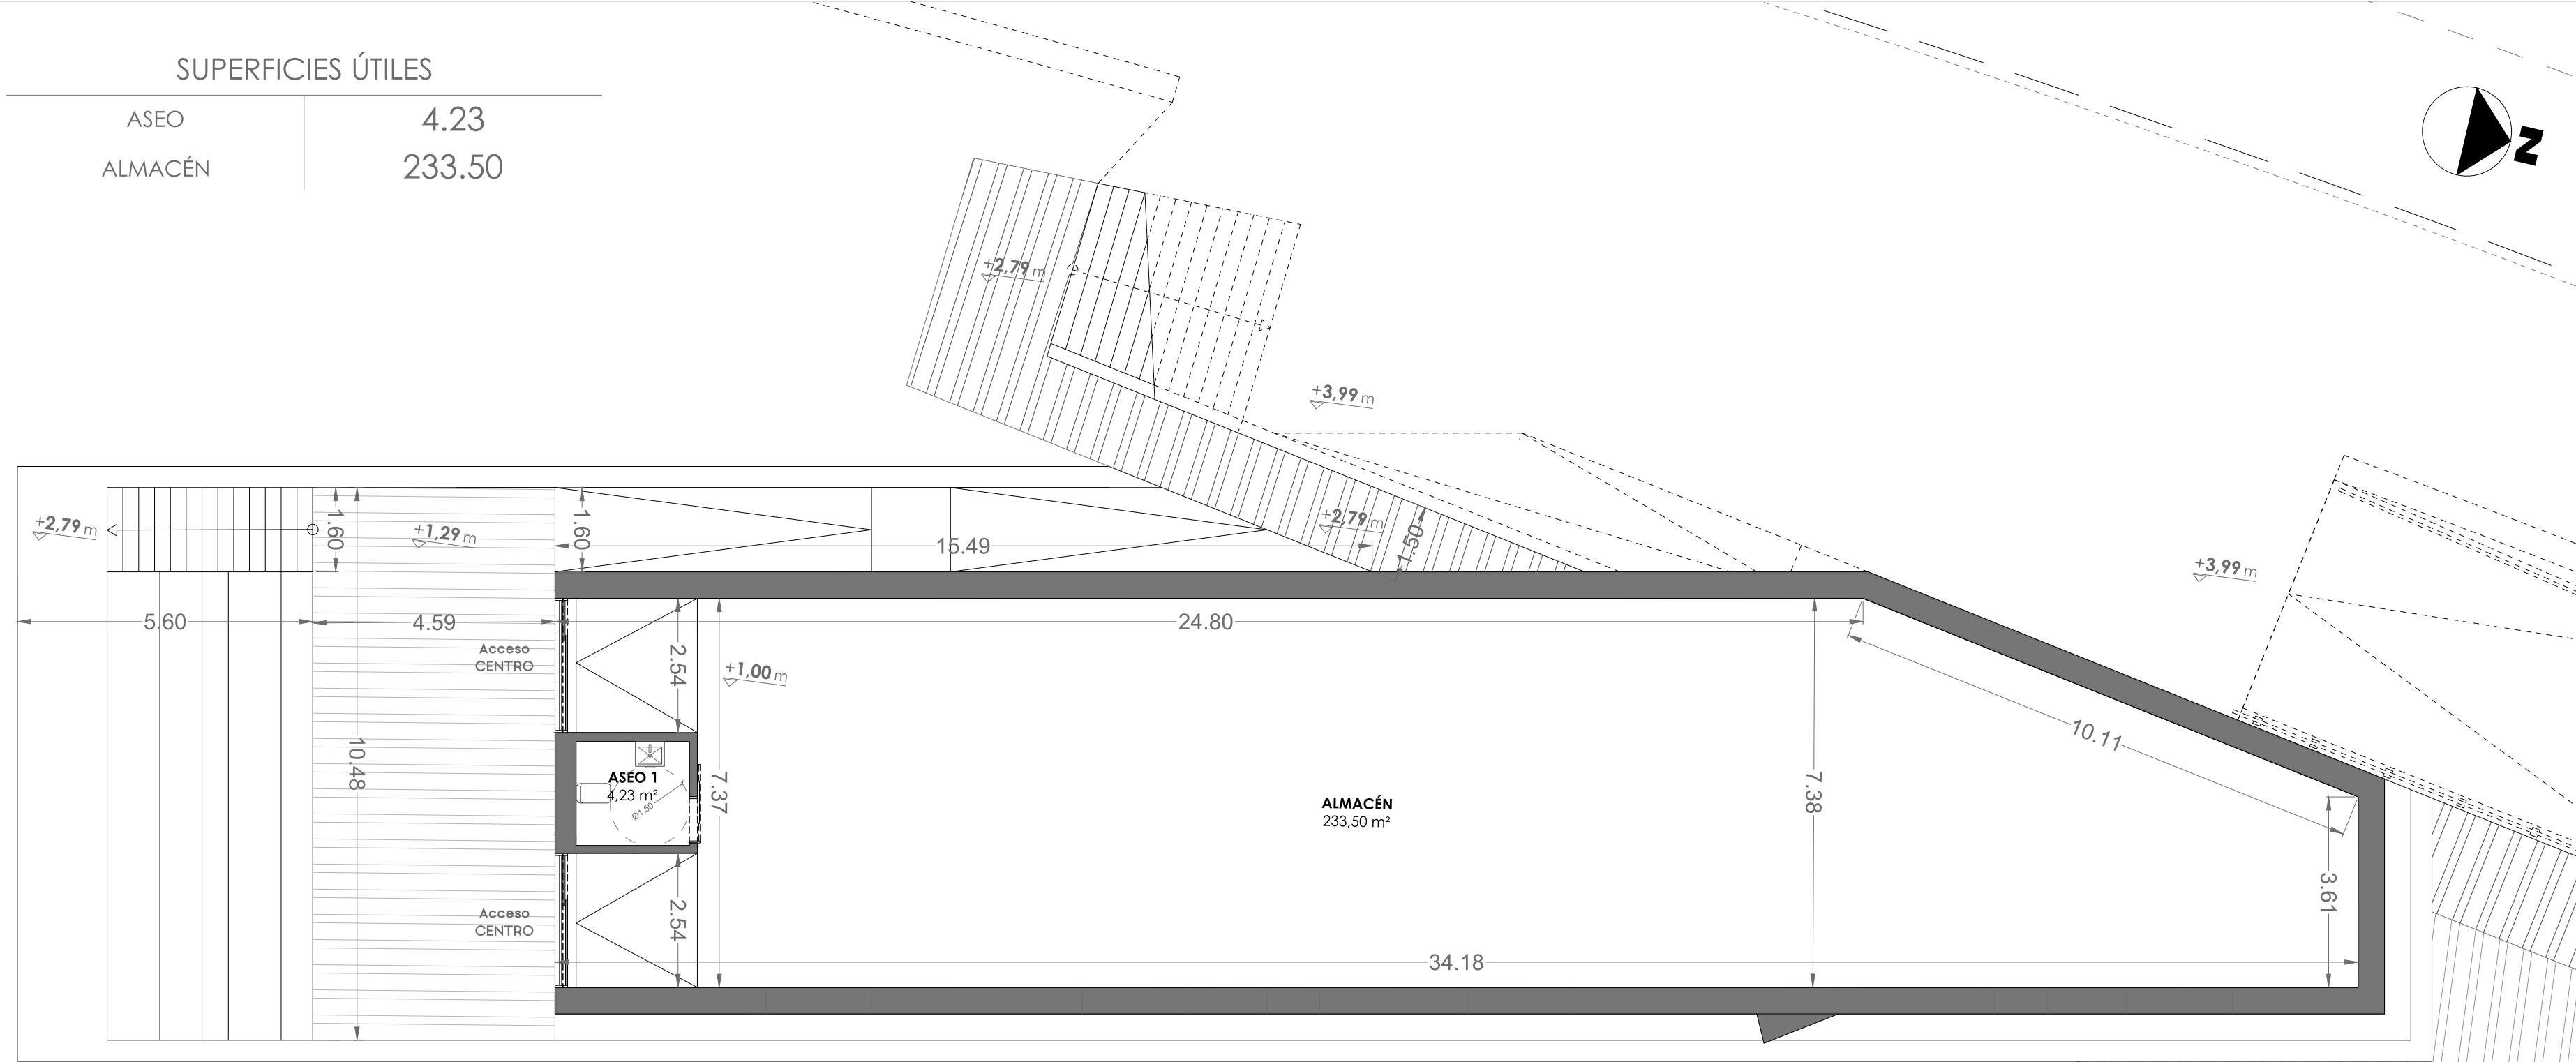 SUPERFICIES ÚTILES
ASEO 4.23
ALMACÉN 233.50
N
+2,79 m
+3,99 m
+2,79 m
1.60
+1,29 m
1.60
15.49
+2,79 m
1.50
+3,99 m
5.60
4.59
24.80
Acceso
CENTRO
2.54
+1,00 m
10.11
10.48
7.37
7.38
ASEO 1
4,23 m²
Ø1.50
ALMACÉN
233,50 m²
3.61
Acceso
CENTRO
2.54
34.18